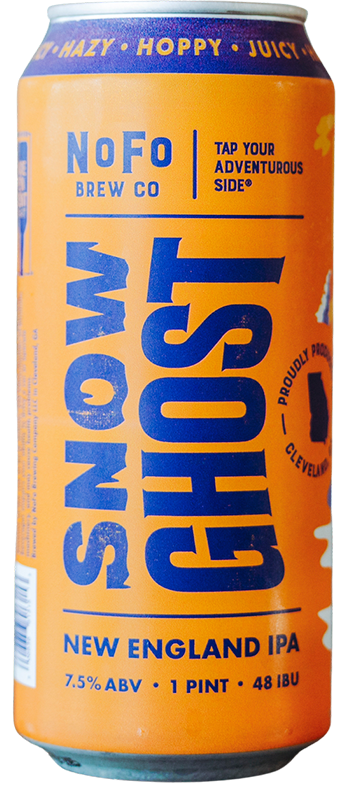 HAZY • HOPPY • JUICY •
NOFO
BREW CO
TAP YOUR
ADVENTUROUS
SIDE®
SNOW
GHOST
PROUDLY
CLEVELAND
NEW ENGLAND IPA
7.5% ABV • 1 PINT • 48 IBU